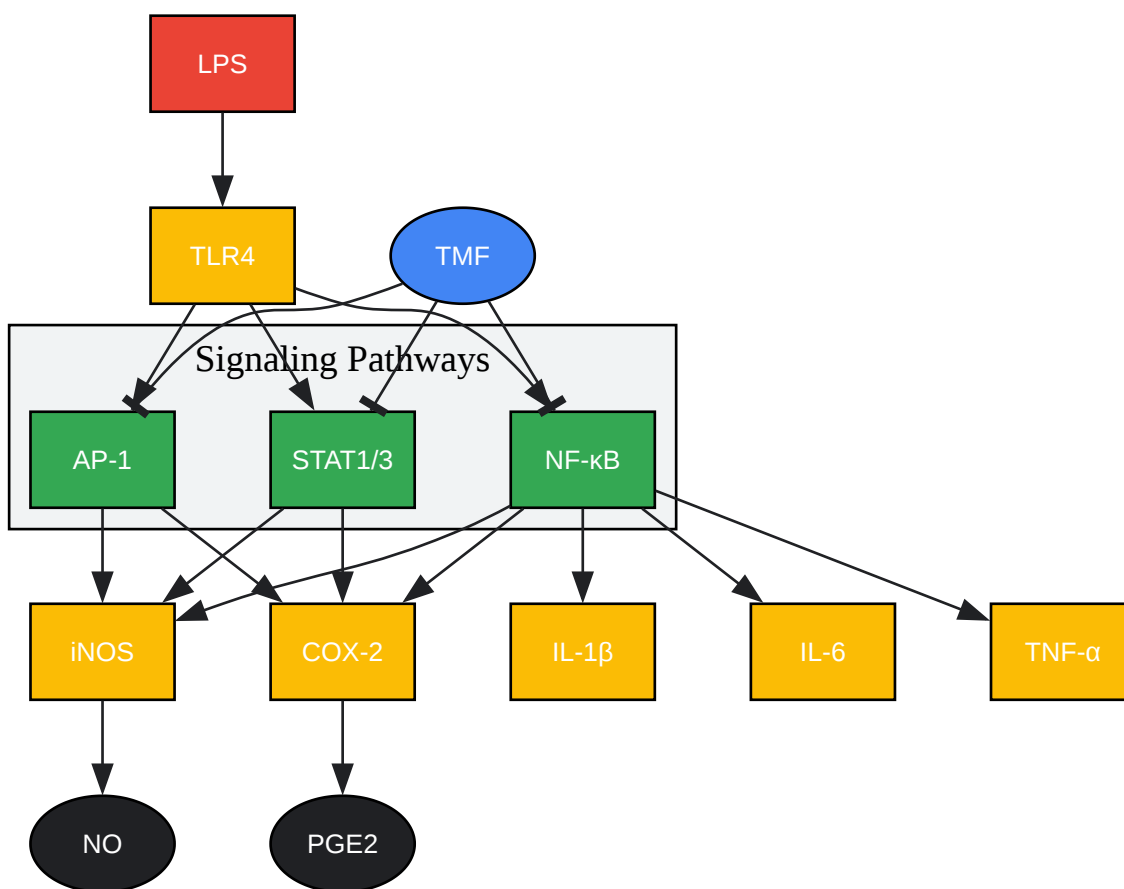 LPS
TLR4
TMF
Signaling Pathways
AP-1
STAT1/3
NF-κB
iNOS
COX-2
IL-1β
IL-6
TNF-α
NO
PGE2